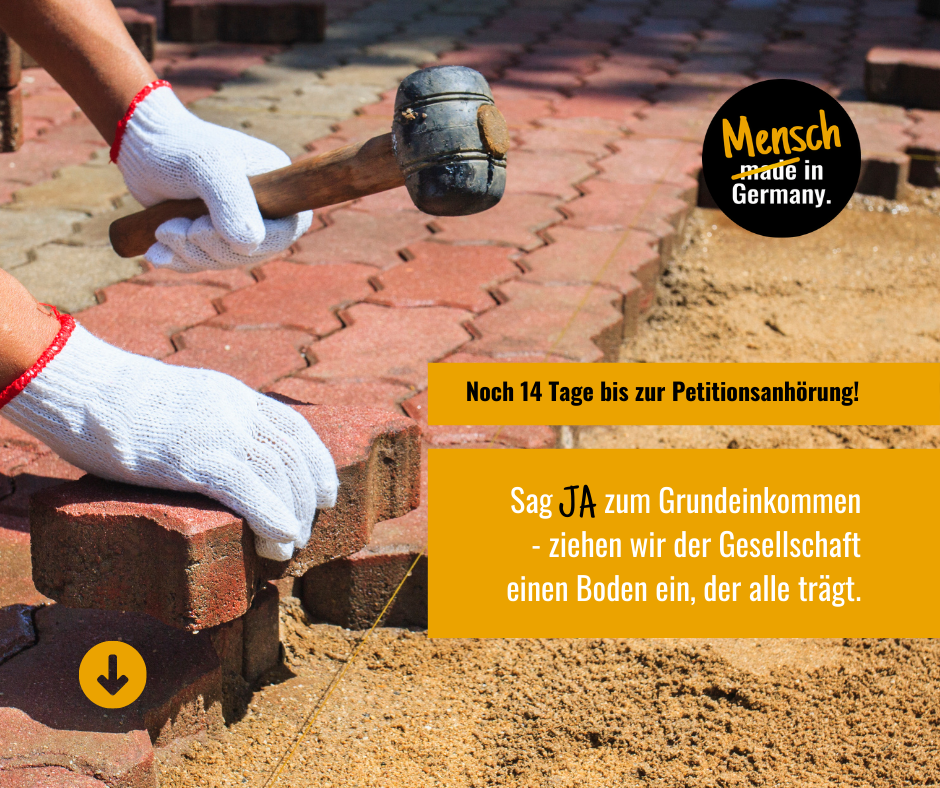 Mensch
made in
Germany.
Noch 14 Tage bis zur Petitionsanhörung!
Sag JA zum Grundeinkommen
- ziehen wir der Gesellschaft
einen Boden ein, der alle trägt.